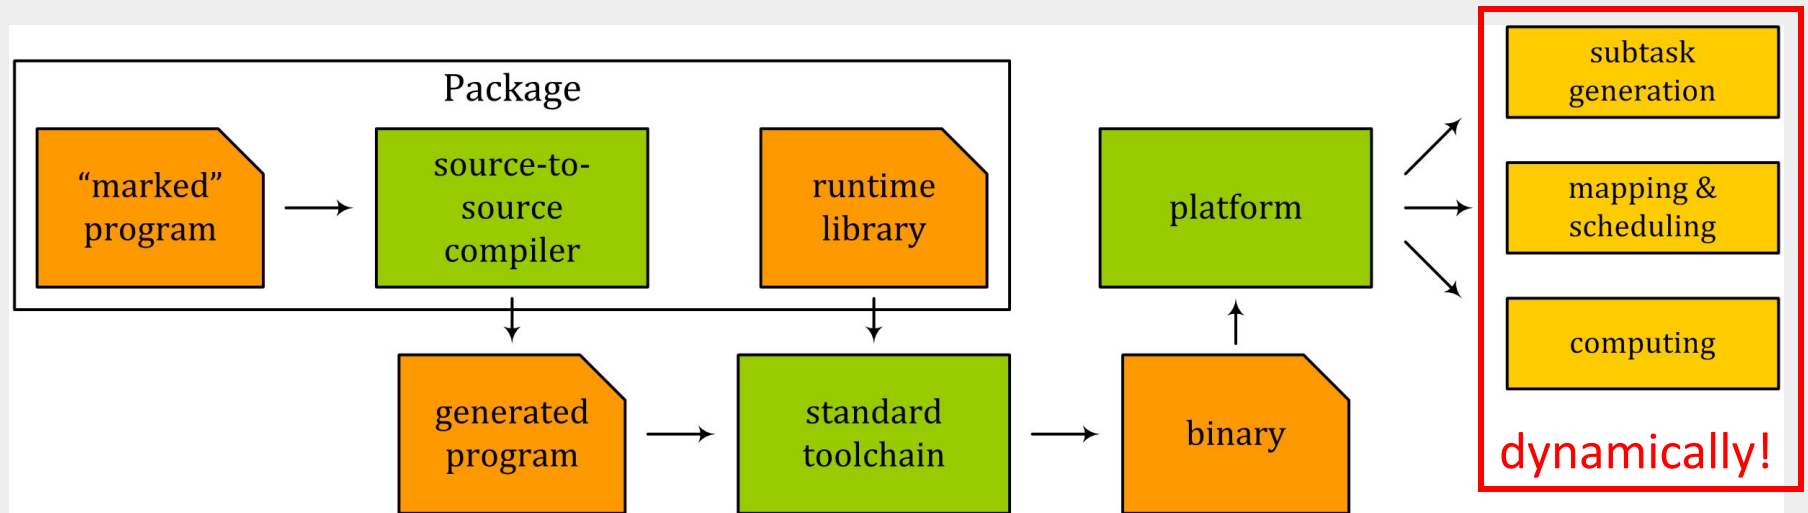 Package
“marked”
program
source-to-
source
compiler
runtime
library
platform
subtask
generation
mapping &
scheduling
computing
generated
program
standard
toolchain
binary
dynamically!